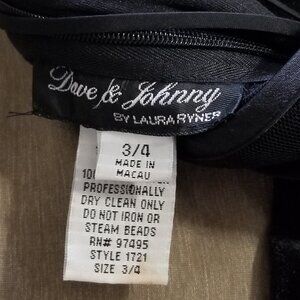 Dave & Johnny
BY LAURA RYNER
3/4
MADE IN
MACAU
PROFESSIONALLY
DRY CLEAN ONLY
DO NOT IRON OR
STEAM BEADS
RN# 97495
STYLE 1721
SIZE 3/4